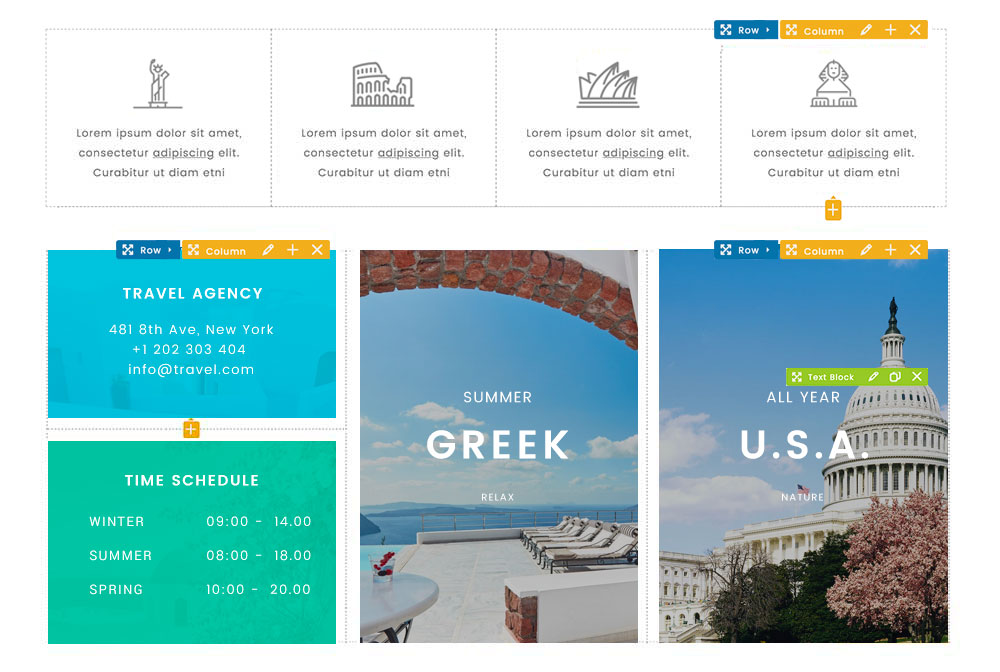 Row Column
Lorem ipsum dolor sit amet,
consectetur adipiscing elit.
Curabitur ut diam etni
Lorem ipsum dolor sit amet,
consectetur adipiscing elit.
Curabitur ut diam etni
Lorem ipsum dolor sit amet,
consectetur adipiscing elit.
Curabitur ut diam etni
Lorem ipsum dolor sit amet,
consectetur adipiscing elit.
Curabitur ut diam etni
Row Column
TRAVEL AGENCY
481 8th Ave, New York
+1 202 303 404
info@travel.com
TIME SCHEDULE
WINTER 09:00 - 14.00
SUMMER 08:00 - 18.00
SPRING 10:00 - 20.00
SUMMER
GREEK
RELAX
Row Column
Text Block
ALL YEAR
U.S.A.
NATURE